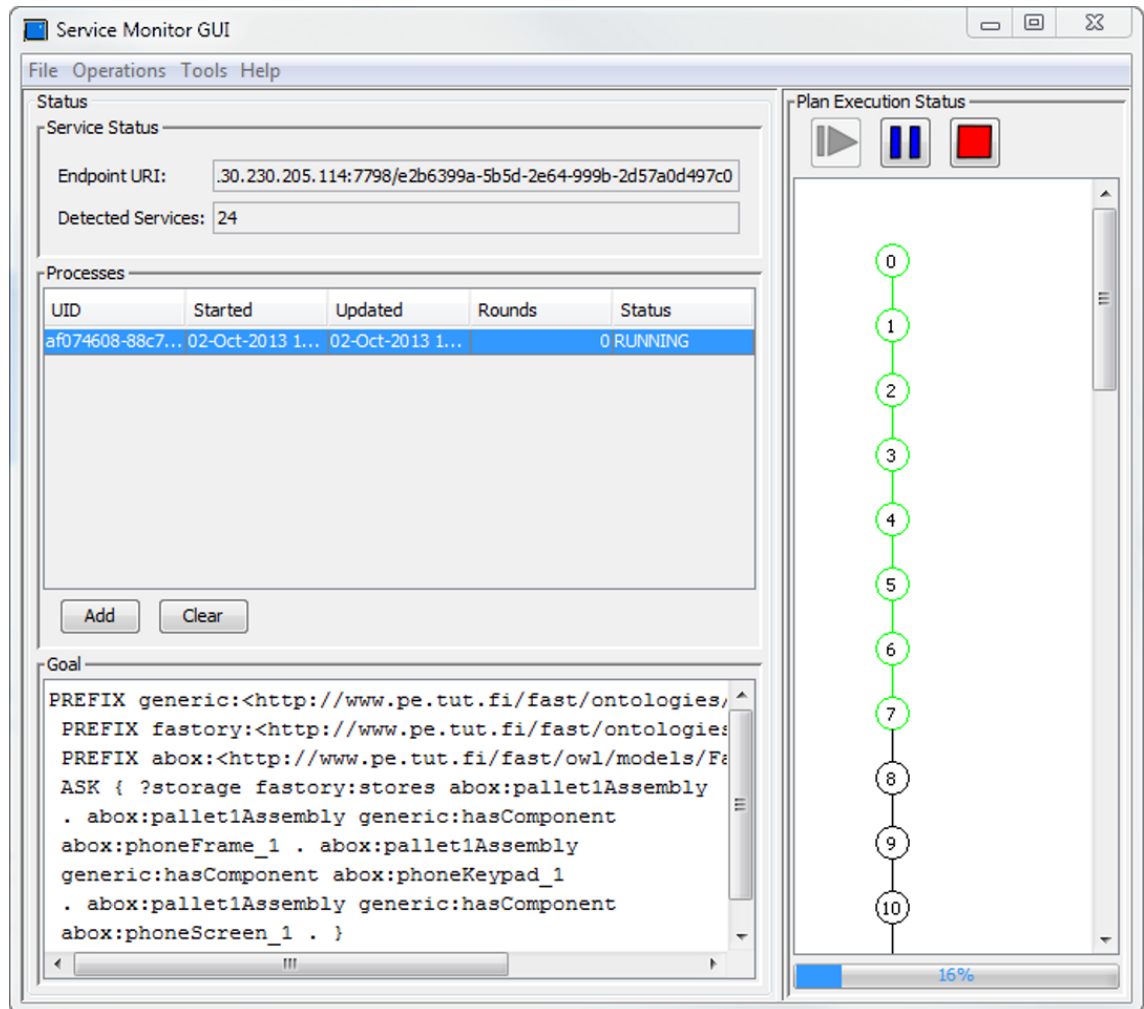 Service Monitor GUI
File Operations Tools Help
Status
Service Status
Endpoint URI: .30.230.205.114:7798/e2b6399a-5b5d-2e64-999b-2d57a0d497c0
Detected Services: 24
Processes
UID Started Updated Rounds Status
af074608-88c7... 02-Oct-2013 1... 02-Oct-2013 1... 0 RUNNING
Add Clear
Goal
PREFIX generic:<http://www.pe.tut.fi/fast/ontologies/
PREFIX fastory:<http://www.pe.tut.fi/fast/ontologies
PREFIX abox:<http://www.pe.tut.fi/fast/owl/models/Fa
ASK { ?storage fastory:stores abox:pallet1Assembly
. abox:pallet1Assembly generic:hasComponent
abox:phoneFrame_1 . abox:pallet1Assembly
generic:hasComponent abox:phoneKeypad_1
. abox:pallet1Assembly generic:hasComponent
abox:phoneScreen_1 . }
Plan Execution Status
0
1
2
3
4
5
6
7
8
9
10
16%